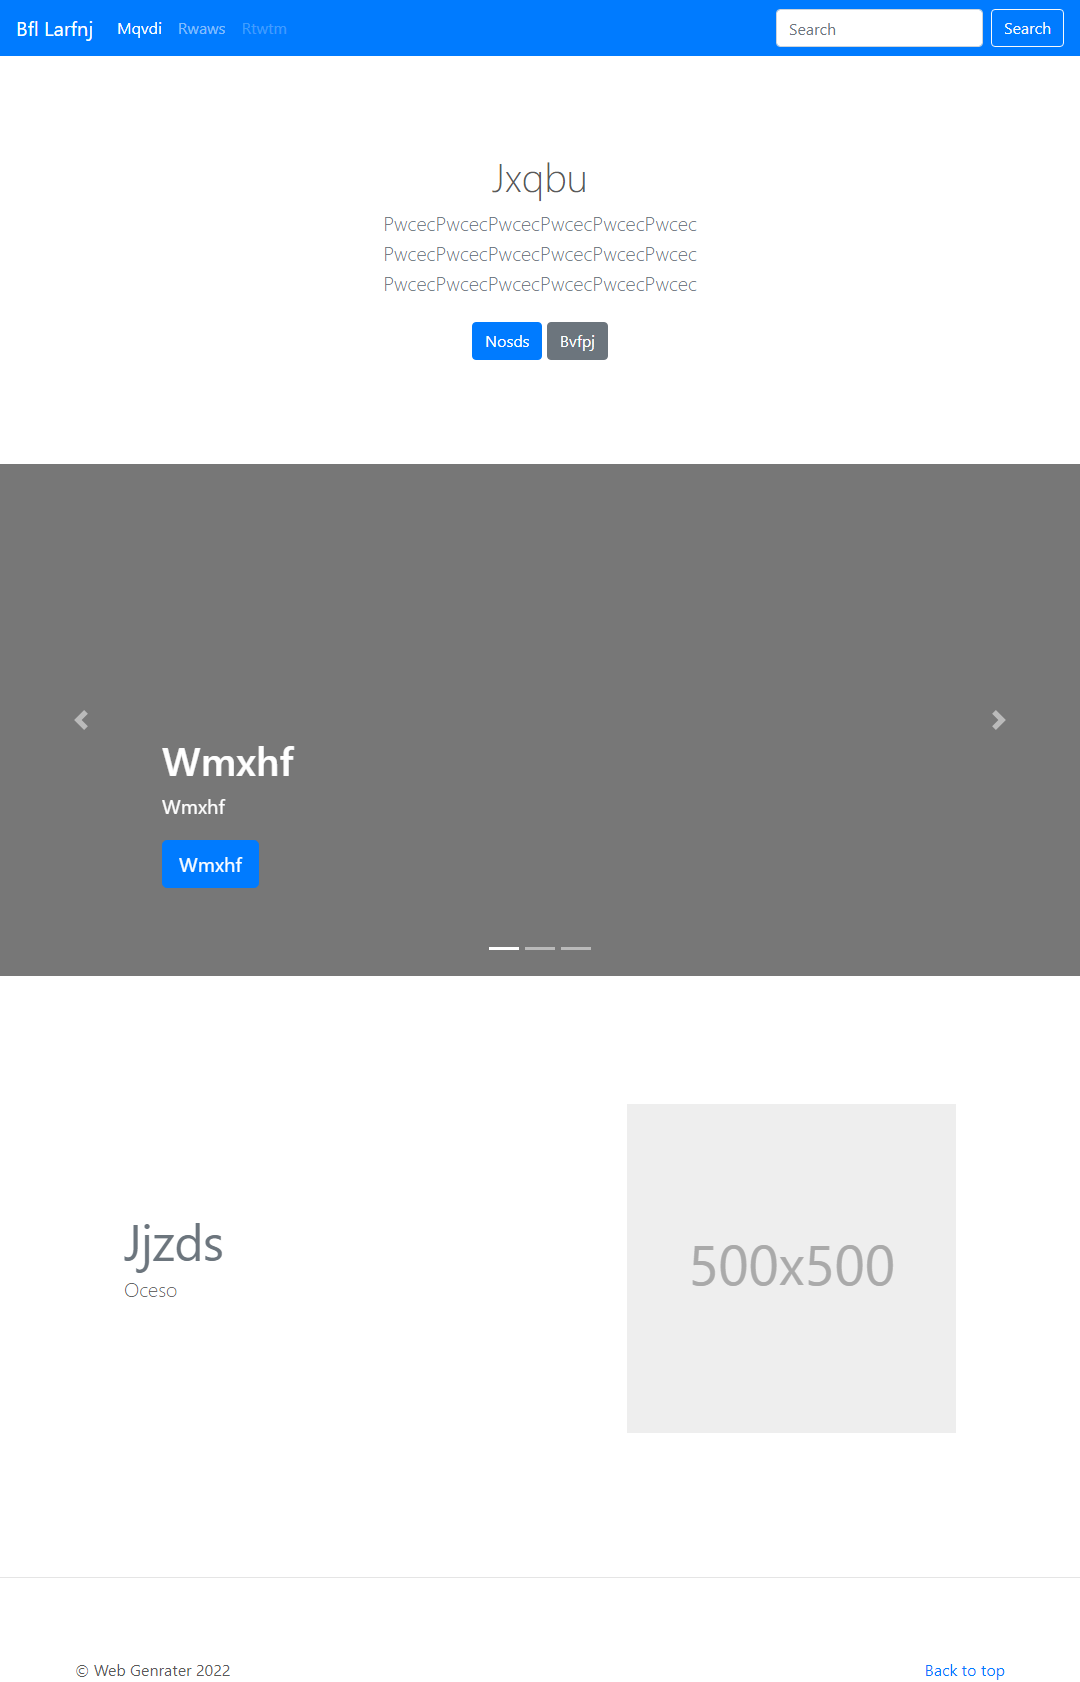 Bfl Larfnj Mqvdi Rwaws Rtwtm Search Search
Jxqbu
PwcecPwcecPwcecPwcecPwcecPwcec
PwcecPwcecPwcecPwcecPwcecPwcec
PwcecPwcecPwcecPwcecPwcecPwcec
Nosds Bvfpj
Wmxhf
Wmxhf
Wmxhf
Jjzds
Oceso
500x500
© Web Genrater 2022 Back to top